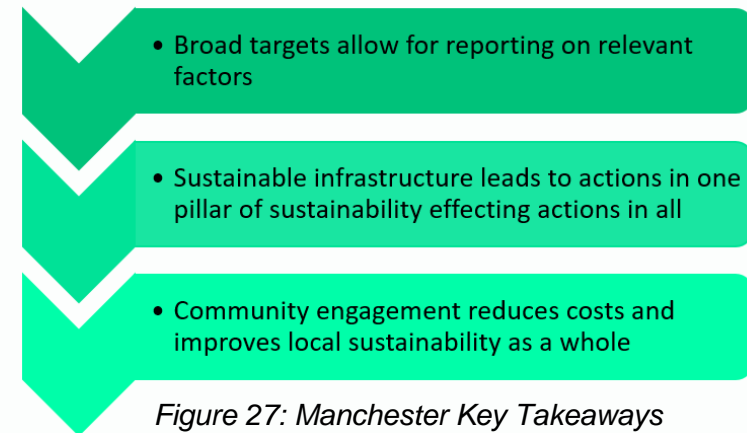 • Broad targets allow for reporting on relevant
factors
• Sustainable infrastructure leads to actions in one
pillar of sustainability effecting actions in all
• Community engagement reduces costs and
improves local sustainability as a whole
Figure 27: Manchester Key Takeaways